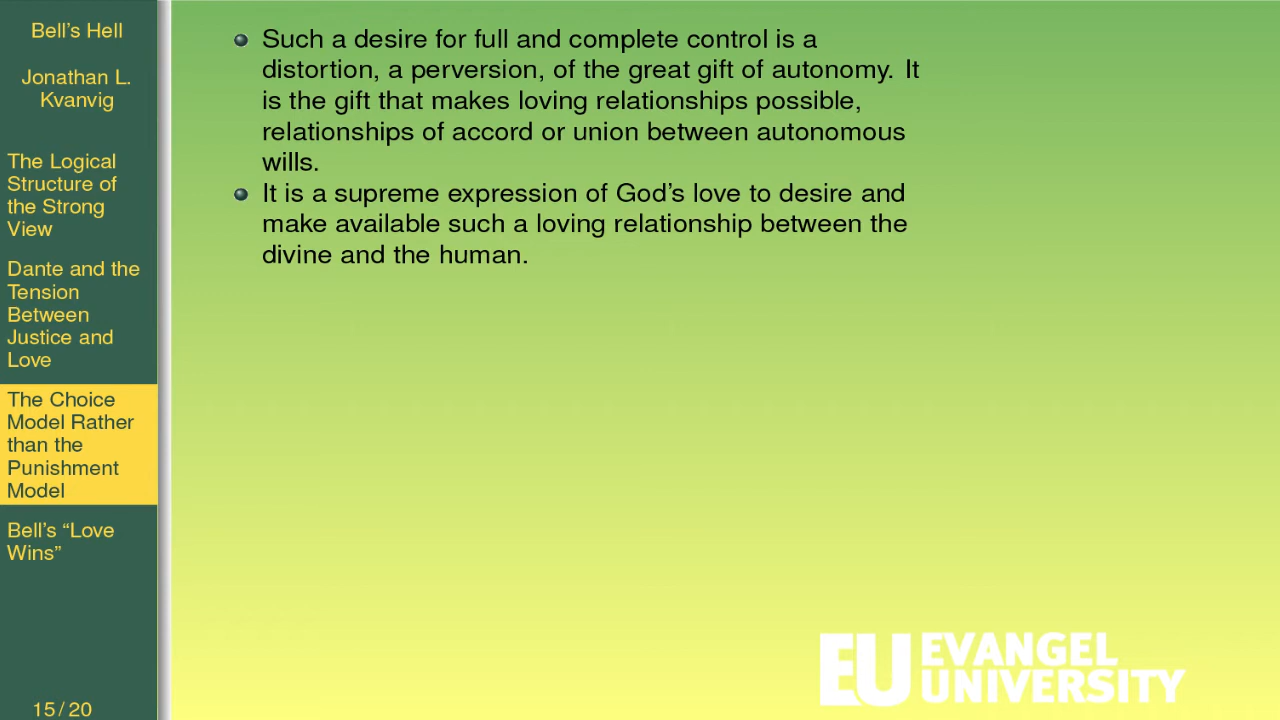 Bell's Hell
Jonathan L.
Kvanvig
The Logical
Structure of
the Strong
View
Dante and the
Tension
Between
Justice and
Love
The Choice
Model Rather
than the
Punishment
Model
Bell's “Love
Wins”
15 / 20
Such a desire for full and complete control is a
distortion, a perversion, of the great gift of autonomy. It
is the gift that makes loving relationships possible,
relationships of accord or union between autonomous
wills.
It is a supreme expression of God's love to desire and
make available such a loving relationship between the
divine and the human.
EU EVANGEL
UNIVERSITY